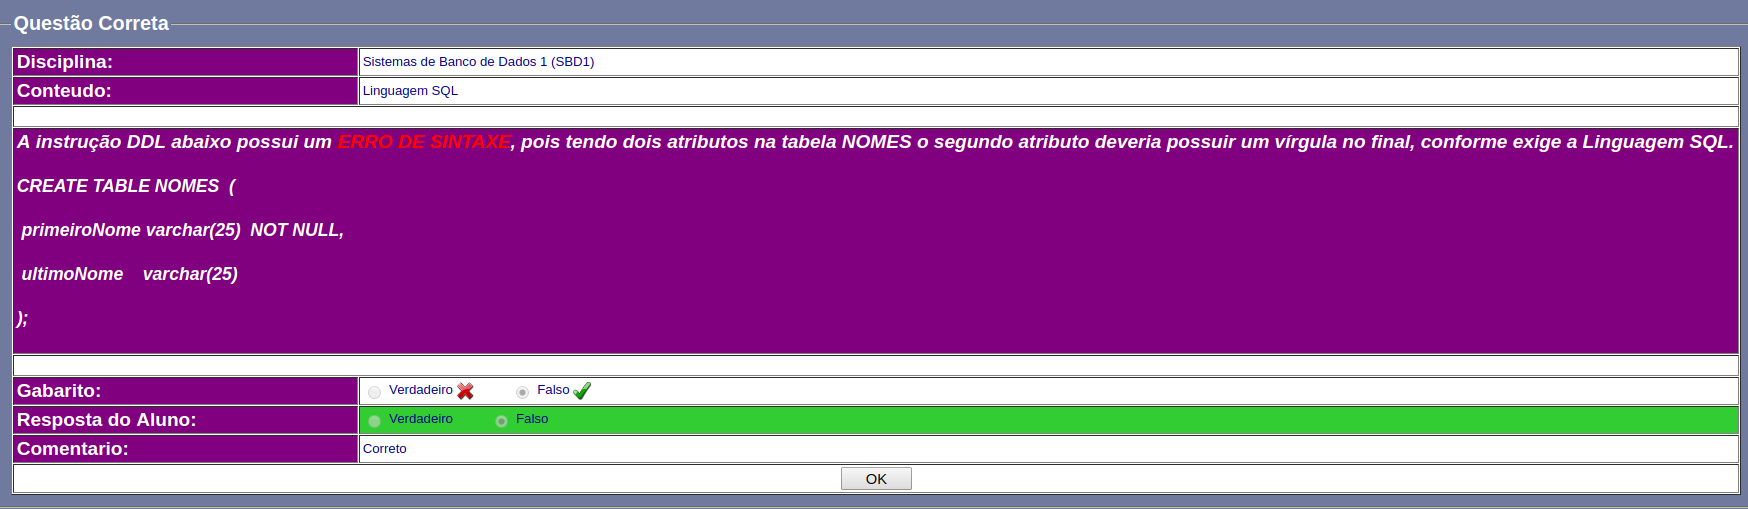 Questão Correta
Disciplina: Sistemas de Banco de Dados 1 (SBD1)
Conteudo: Linguagem SQL
A instrução DDL abaixo possui um ERRO DE SINTAXE, pois tendo dois atributos na tabela NOMES o segundo atributo deveria possuir um vírgula no final, conforme exige a Linguagem SQL.
CREATE TABLE NOMES (
primeiroNome varchar(25) NOT NULL,
ultimoNome varchar(25)
);
Gabarito: Verdadeiro Falso
Resposta do Aluno: Verdadeiro Falso
Comentario: Correto
OK